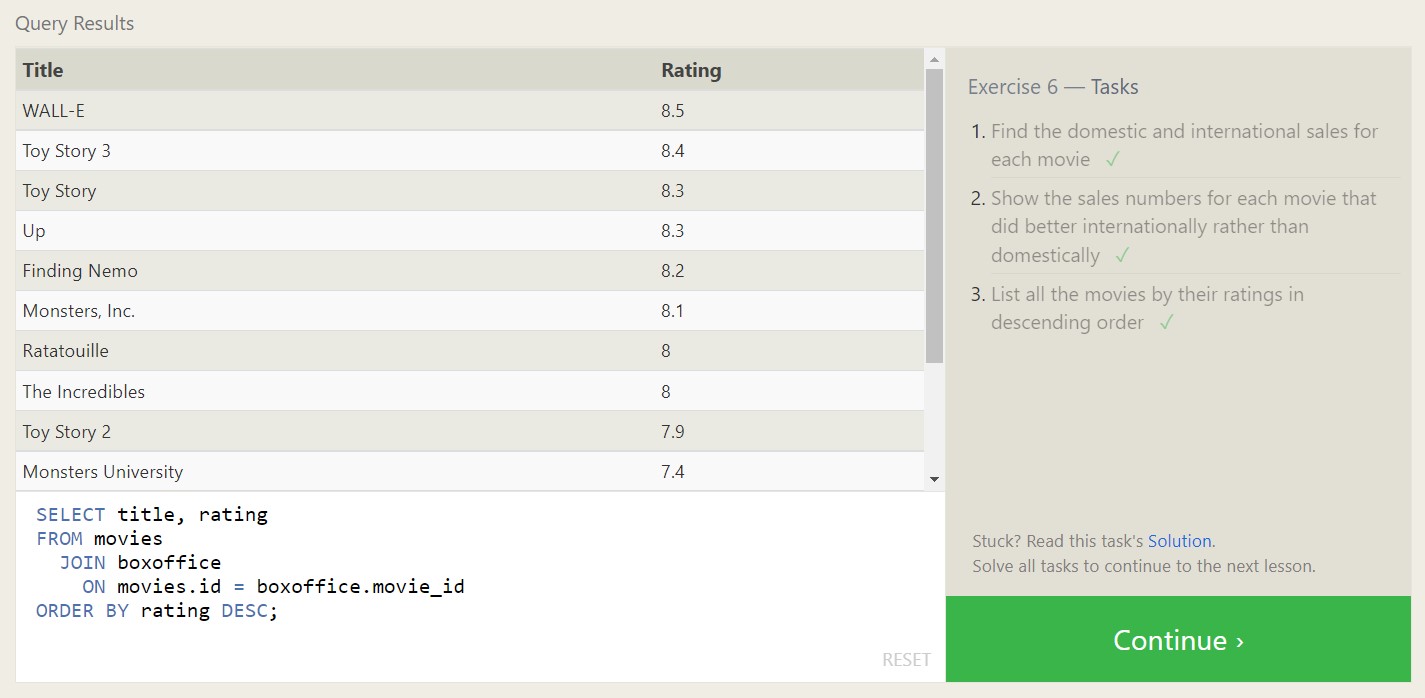 Query Results
Title Rating
WALL-E 8.5
Toy Story 3 8.4
Toy Story 8.3
Up 8.3
Finding Nemo 8.2
Monsters, Inc. 8.1
Ratatouille 8
The Incredibles 8
Toy Story 2 7.9
Monsters University 7.4
SELECT title, rating
FROM movies
JOIN boxoffice
ON movies.id = boxoffice.movie_id
ORDER BY rating DESC;
RESET
Exercise 6 — Tasks
1. Find the domestic and international sales for
each movie ✓
2. Show the sales numbers for each movie that
did better internationally rather than
domestically ✓
3. List all the movies by their ratings in
descending order ✓
Stuck? Read this task's Solution.
Solve all tasks to continue to the next lesson.
Continue ›